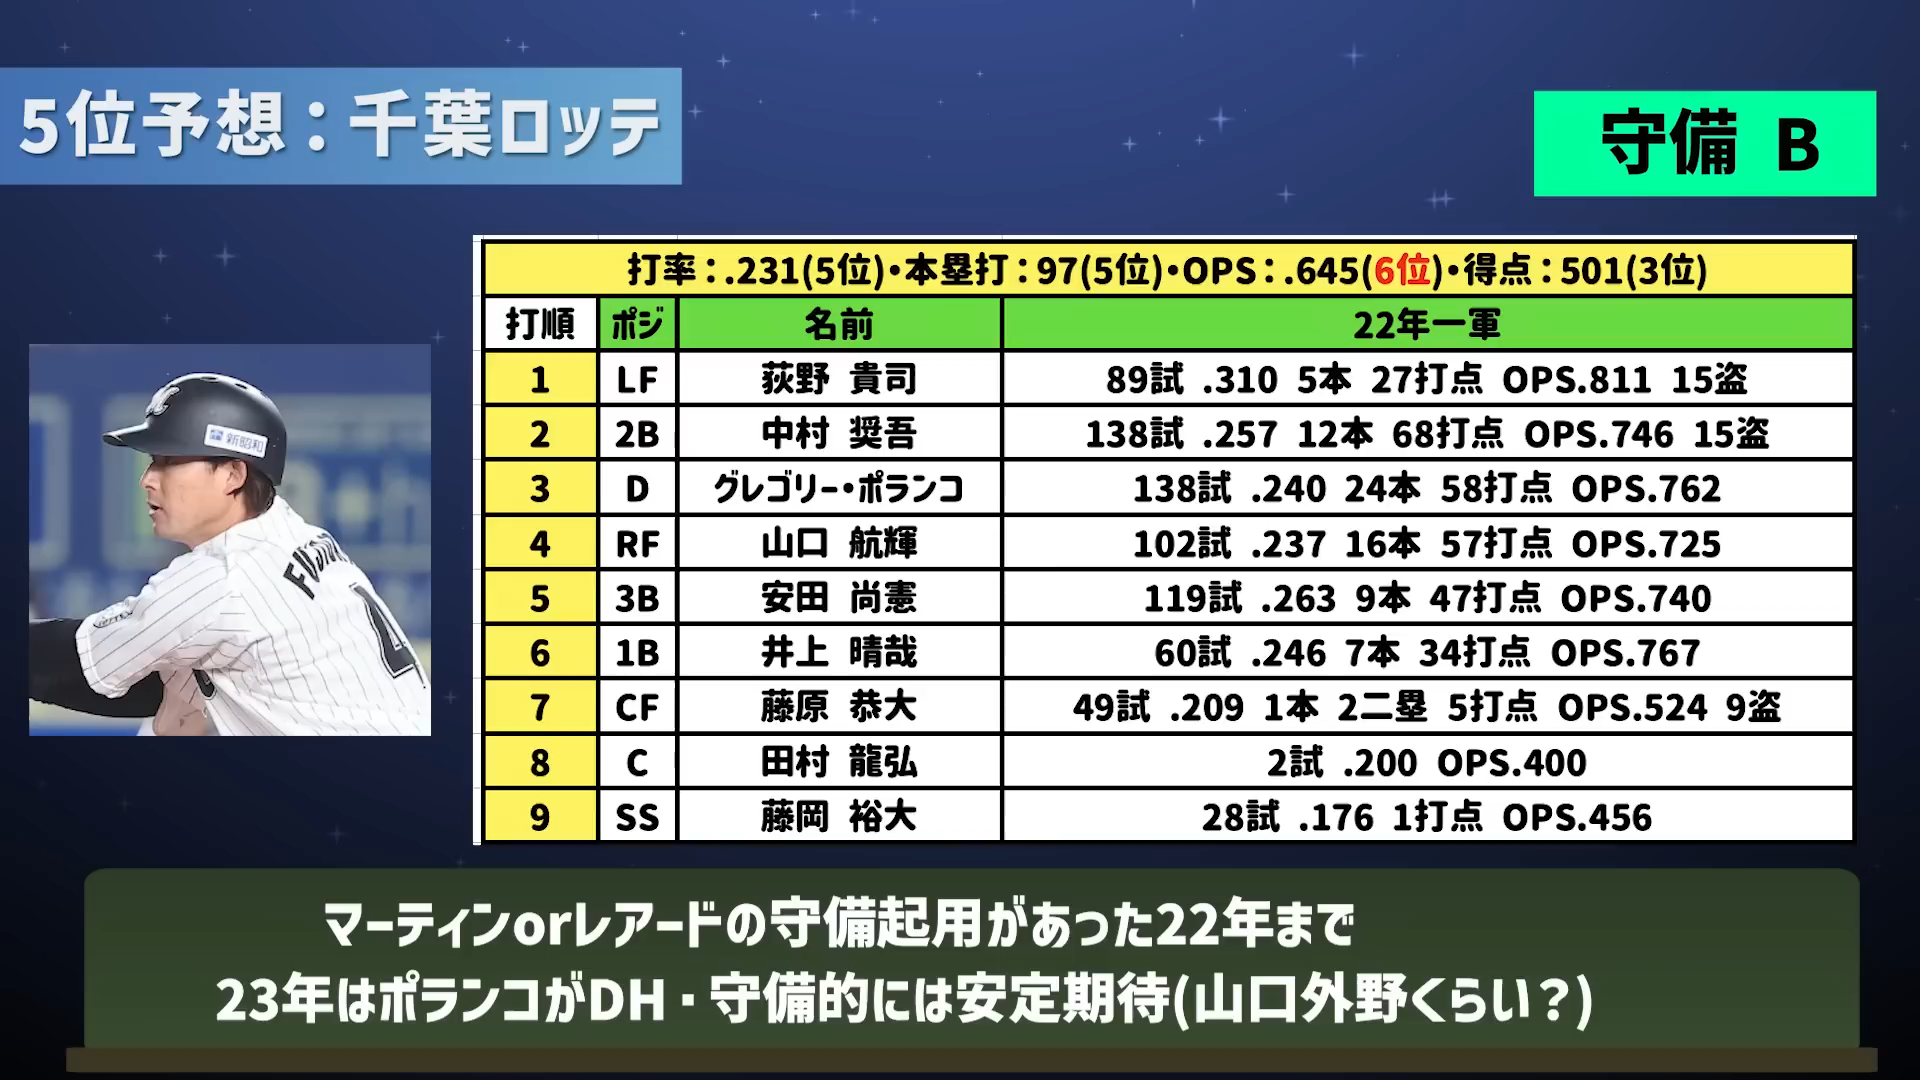 5位予想：千葉ロッテ
守備 B
打率：.231(5位)・本塁打：97(5位)・OPS：.645(6位)・得点：501(3位)
打順 ポジ 名前 22年一軍
1 LF 荻野 貴司 89試 .310 5本 27打点 OPS.811 15盗
2 2B 中村 奨吾 138試 .257 12本 68打点 OPS.746 15盗
3 D グレゴリー・ポランコ 138試 .240 24本 58打点 OPS.762
4 RF 山口 航輝 102試 .237 16本 57打点 OPS.725
5 3B 安田 尚憲 119試 .263 9本 47打点 OPS.740
6 1B 井上 晴哉 60試 .246 7本 34打点 OPS.767
7 CF 藤原 恭大 49試 .209 1本 2二塁 5打点 OPS.524 9盗
8 C 田村 龍弘 2試 .200 OPS.400
9 SS 藤岡 裕大 28試 .176 1打点 OPS.456
新昭和
4
マーティンorレアードの守備起用があった22年まで
23年はポランコがDH・守備的には安定期待(山口外野くらい？)